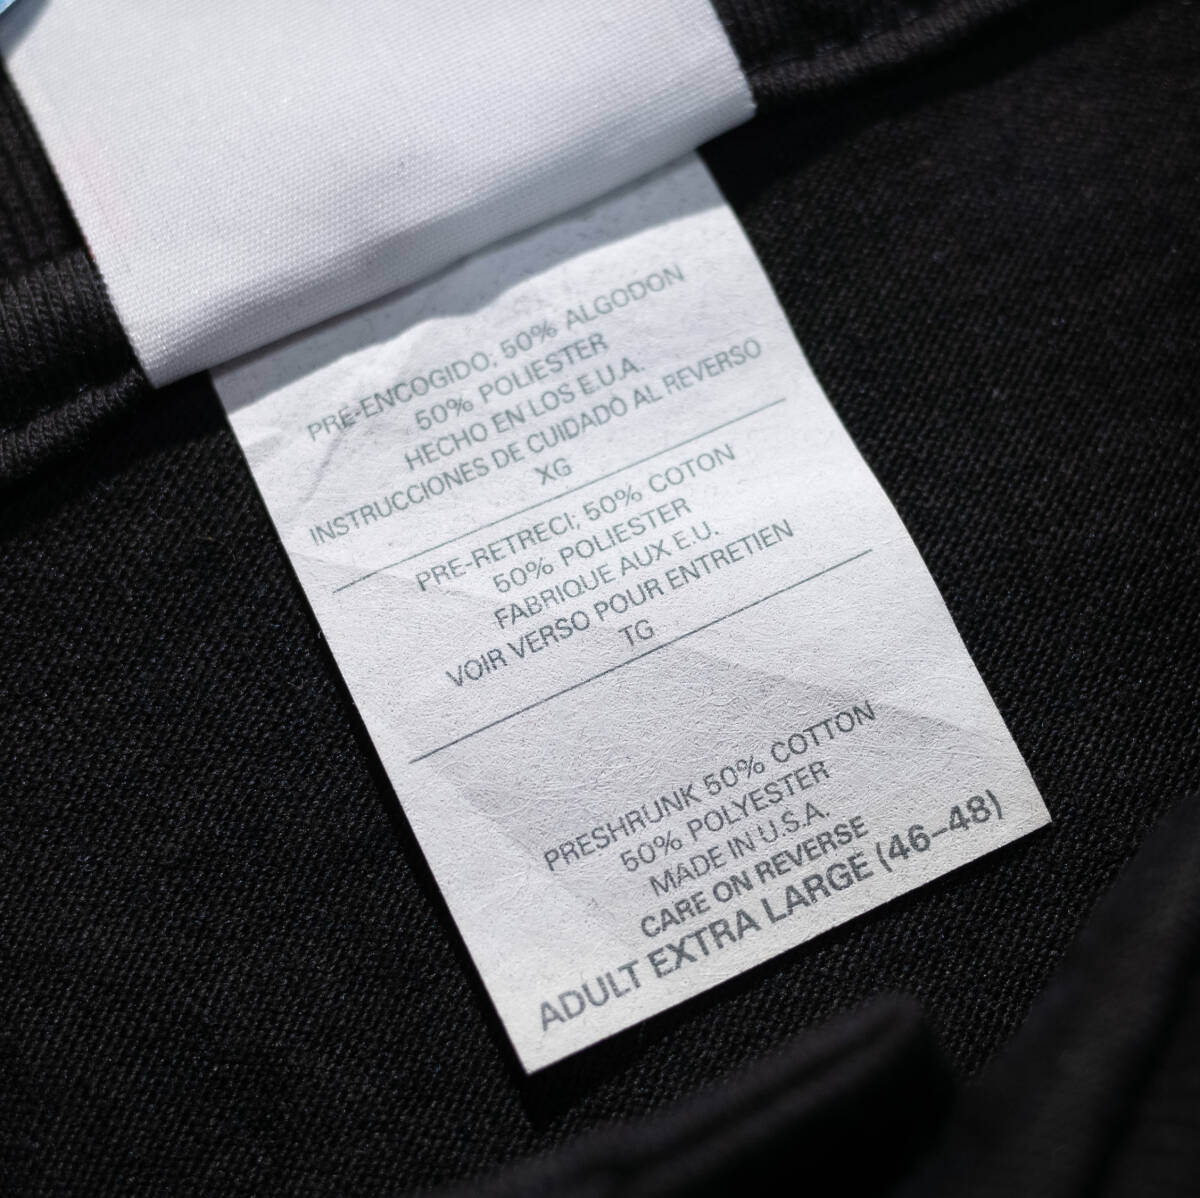 PRE-ENCOGIDO; 50% ALGODON
50% POLIESTER
HECHO EN LOS E.U.A.
INSTRUCCIONES DE CUIDADO AL REVERSO
XG
PRE-RETRECI; 50% COTON
50% POLIESTER
FABRIQUE AUX E.U.
VOIR VERSO POUR ENTRETIEN
TG
PRESHRUNK 50% COTTON
50% POLYESTER
MADE IN U.S.A.
CARE ON REVERSE
ADULT EXTRA LARGE (46-48)